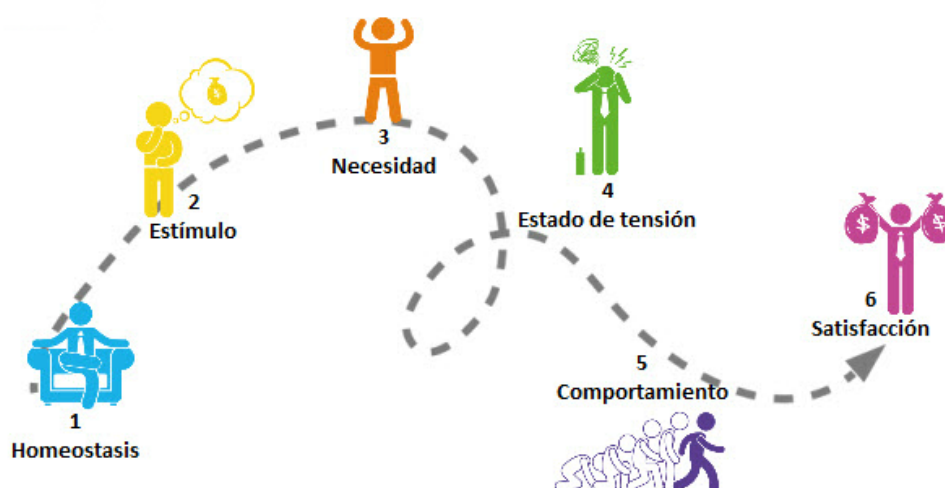 1
Homeostasis
2
Estímulo
3
Necesidad
4
Estado de tensión
5
Comportamiento
6
Satisfacción
$
$